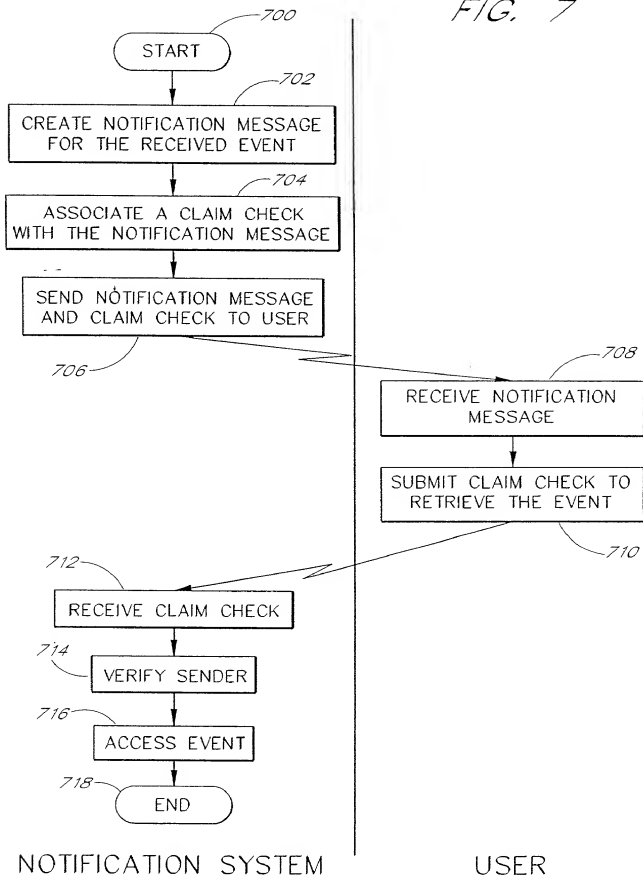 FIG. 7
700
START
702
CREATE NOTIFICATION MESSAGE
FOR THE RECEIVED EVENT
704
ASSOCIATE A CLAIM CHECK
WITH THE NOTIFICATION MESSAGE
SEND NOTIFICATION MESSAGE
AND CLAIM CHECK TO USER
706
708
RECEIVE NOTIFICATION
MESSAGE
SUBMIT CLAIM CHECK TO
RETRIEVE THE EVENT
710
712
RECEIVE CLAIM CHECK
714
VERIFY SENDER
716
ACCESS EVENT
718
END
NOTIFICATION SYSTEM
USER